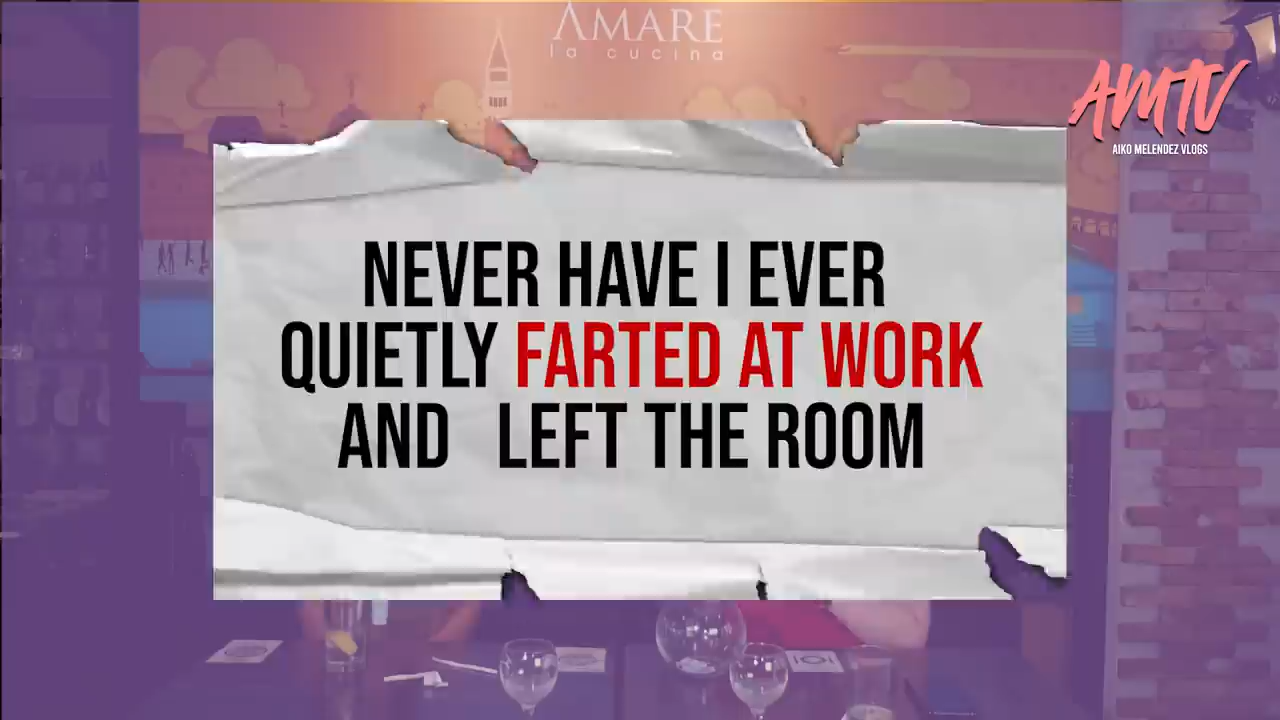 AMARE
la cucina
AMTV
AIKO MELENDEZ VLOGS
NEVER HAVE I EVER
QUIETLY FARTED AT WORK
AND LEFT THE ROOM